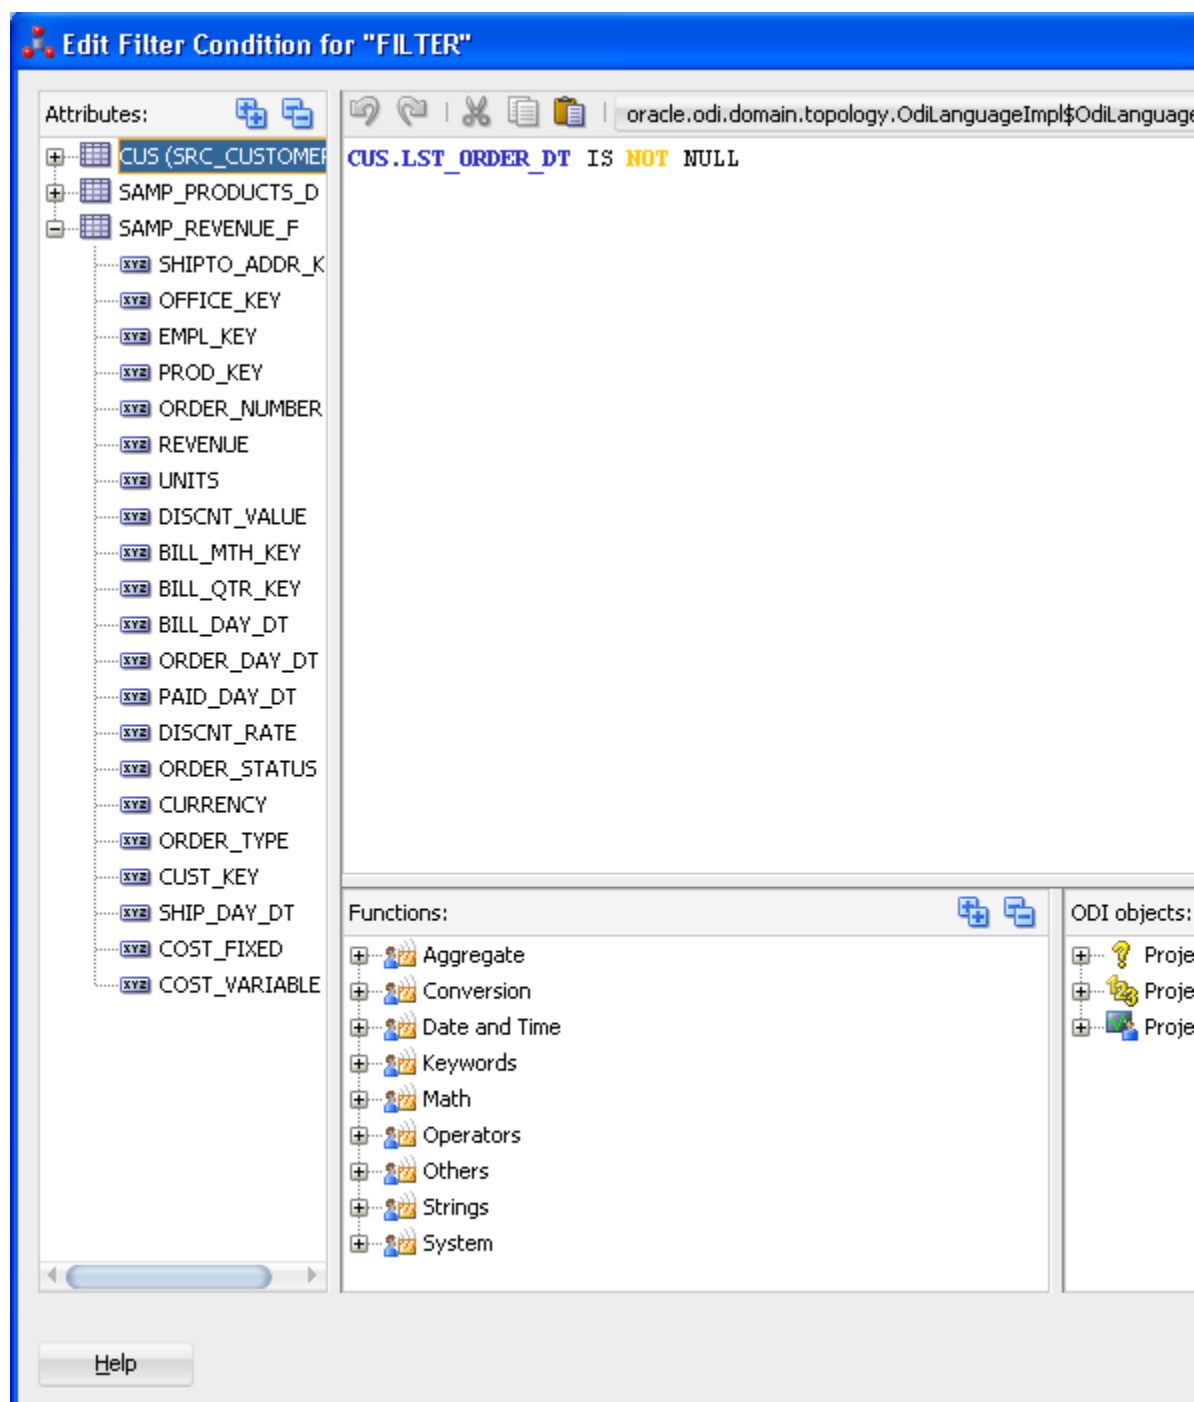 Edit Filter Condition for "FILTER"
Attributes:
oracle.odi.domain.topology.OdiLanguageImpl$OdiLanguage
CUS (SRC_CUSTOMER
SAMP_PRODUCTS_D
SAMP_REVENUE_F
SHIPTO_ADDR_K
OFFICE_KEY
EMPL_KEY
PROD_KEY
ORDER_NUMBER
REVENUE
UNITS
DISCNT_VALUE
BILL_MTH_KEY
BILL_QTR_KEY
BILL_DAY_DT
ORDER_DAY_DT
PAID_DAY_DT
DISCNT_RATE
ORDER_STATUS
CURRENCY
ORDER_TYPE
CUST_KEY
SHIP_DAY_DT
COST_FIXED
COST_VARIABLE
CUS.LST_ORDER_DT IS NOT NULL
Functions:
Aggregate
Conversion
Date and Time
Keywords
Math
Operators
Others
Strings
System
ODI objects:
Proje
Proje
Proje
Help